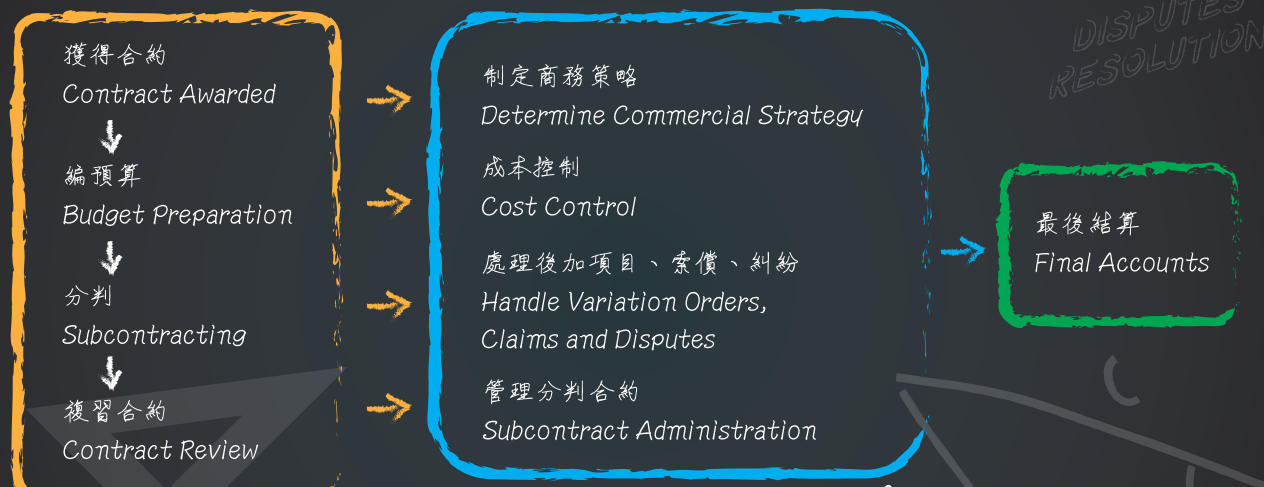 獲得合約
Contract Awarded
編預算
Budget Preparation
分判
Subcontracting
複習合約
Contract Review
制定商務策略
Determine Commercial Strategy
成本控制
Cost Control
處理後加項目、索償、糾紛
Handle Variation Orders,
Claims and Disputes
管理分判合約
Subcontract Administration
最後結算
Final Accounts
DISPUTES
RESOLUTION